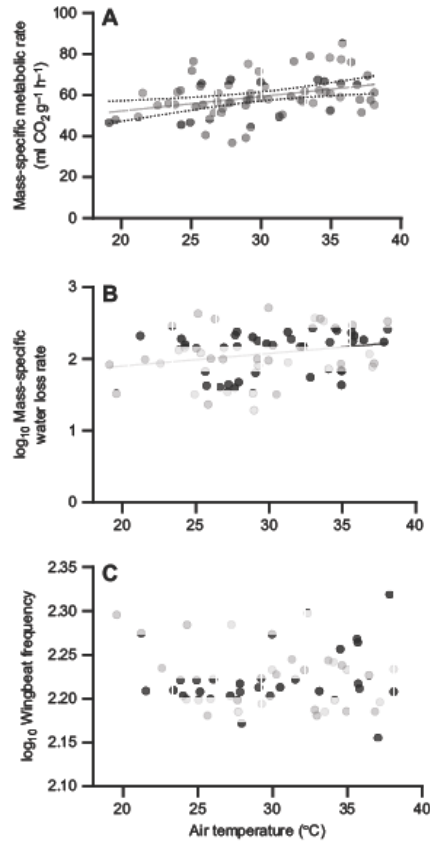 A
Mass-specific metabolic rate
(ml CO2 g–1 h–1)
100
80
60
40
20
0
20 25 30 35 40
B
log10 Mass-specific
water loss rate
3
2
1
0
20 25 30 35 40
C
log10 Wingbeat frequency
2.35
2.30
2.25
2.20
2.15
2.10
20 25 30 35 40
Air temperature (°C)